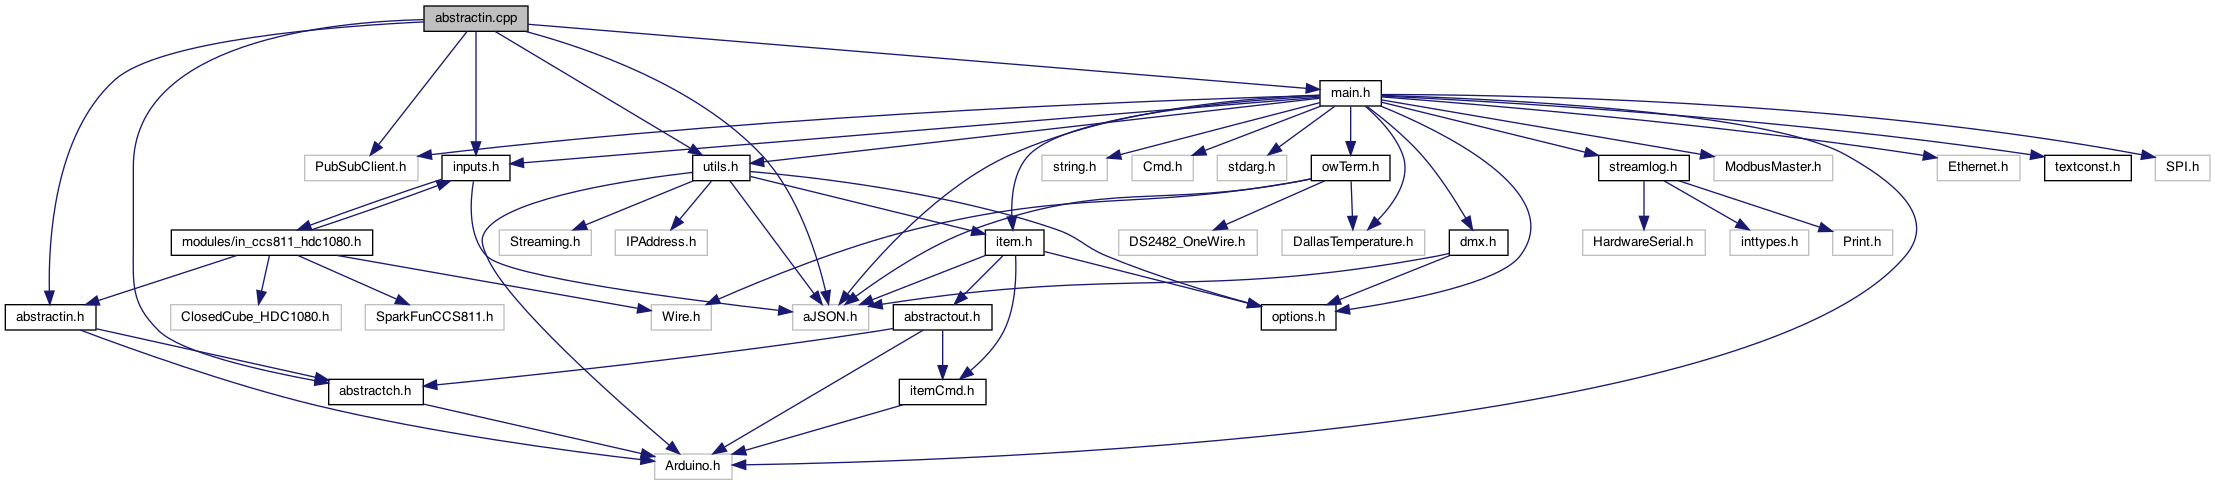 abstractin.cpp
main.h
PubSubClient.h
inputs.h
utils.h
string.h
Cmd.h
stdarg.h
owTerm.h
streamlog.h
ModbusMaster.h
Ethernet.h
textconst.h
SPI.h
modules/in_ccs811_hdc1080.h
Streaming.h
IPAddress.h
item.h
DS2482_OneWire.h
DallasTemperature.h
dmx.h
HardwareSerial.h
inttypes.h
Print.h
abstractin.h
ClosedCube_HDC1080.h
SparkFunCCS811.h
Wire.h
aJSON.h
abstractout.h
options.h
abstractch.h
itemCmd.h
Arduino.h